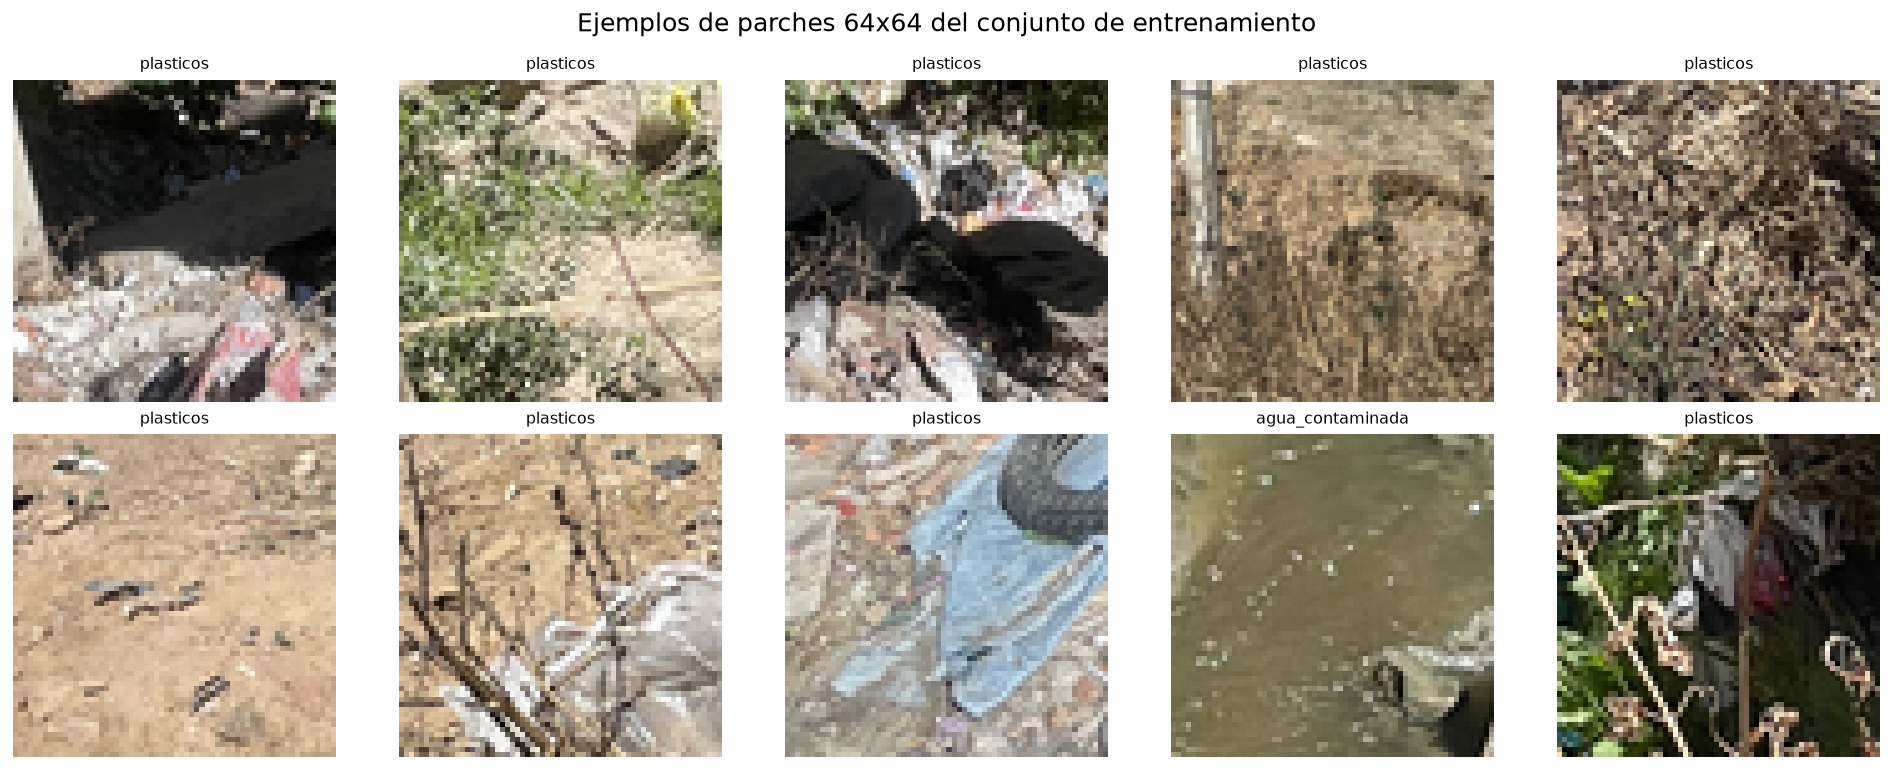 Ejemplos de parches 64x64 del conjunto de entrenamiento
plasticos plasticos plasticos plasticos plasticos
plasticos plasticos plasticos agua_contaminada plasticos